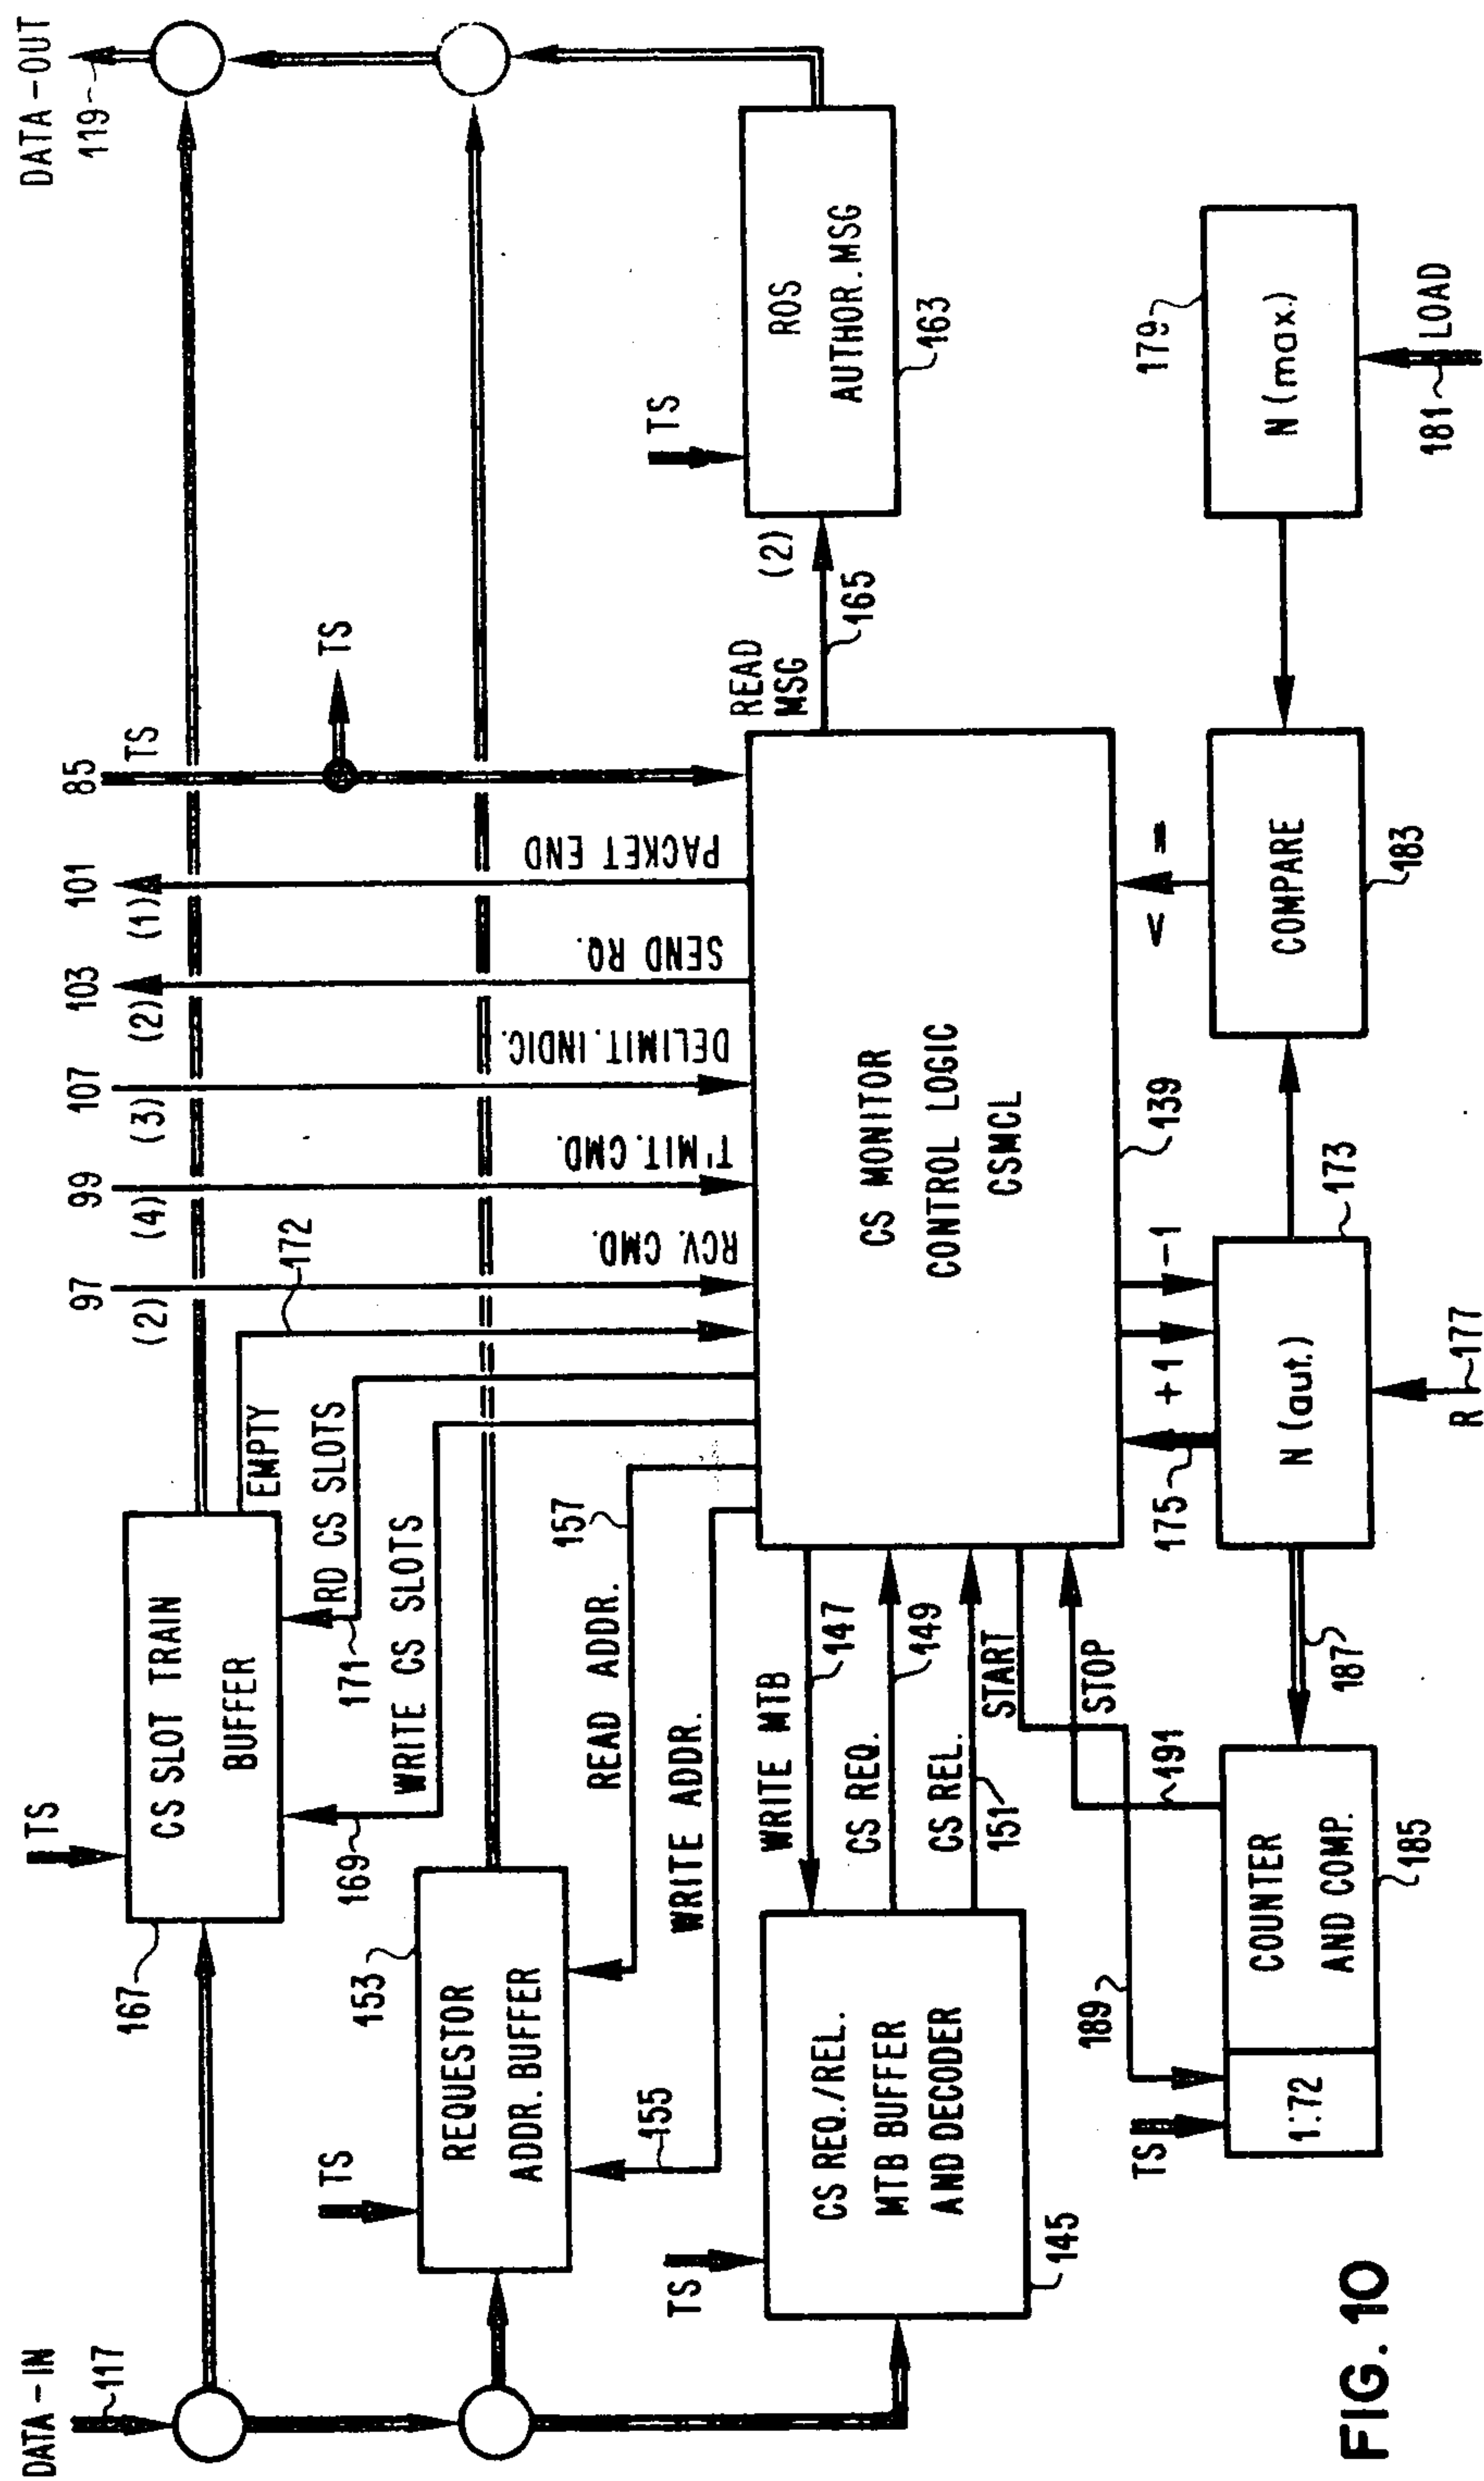 DATA-IN
117
DATA-OUT
119
TS
CS SLOT TRAIN
BUFFER
167
EMPTY
172
RD CS SLOTS
171
WRITE CS SLOTS
169
TS
REQUESTOR
ADDR. BUFFER
153
READ ADDR.
157
WRITE ADDR.
155
97
(2)
RCV. CMD.
99
(4)
T'MIT. CMD.
107
(3)
DELIMIT. INDIC.
103
(2)
SEND RQ.
101
(1)
PACKET END
85
TS
TS
TS
CS REQ./REL.
MTB BUFFER
AND DECODER
145
WRITE MTB
147
CS REQ.
149
CS REL.
151
START
STOP
CS MONITOR
CONTROL LOGIC
CSMCL
139
READ
MSG
(2)
165
TS
ROS
AUTHOR. MSG
163
189
191
TS
1:72
COUNTER
AND COMP.
185
187
175
+1
-1
N (aut.)
173
R
177
< =
COMPARE
183
N (max.)
179
181
LOAD
FIG. 10